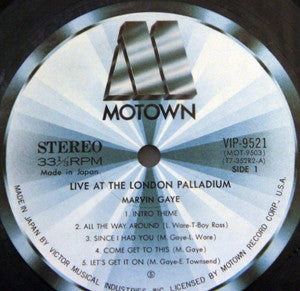 MOTOWN
STEREO
33⅓RPM
Made in Japan
VIP-9521
(MOT-9503)
(T7-352R2-A)
SIDE 1
LIVE AT THE LONDON PALLADIUM
MARVIN GAYE
1. INTRO THEME
2. ALL THE WAY AROUND (L. Ware-T-Boy Ross)
3. SINCE I HAD YOU (M. Gaye-L. Ware)
4. COME GET TO THIS (M. Gaye)
5. LET'S GET IT ON (M. Gaye-E Townsend)
Ⓢ
MADE IN JAPAN BY VICTOR MUSICAL INDUSTRIES, INC. LICENSED BY MOTOWN RECORD CORP. U.S.A.